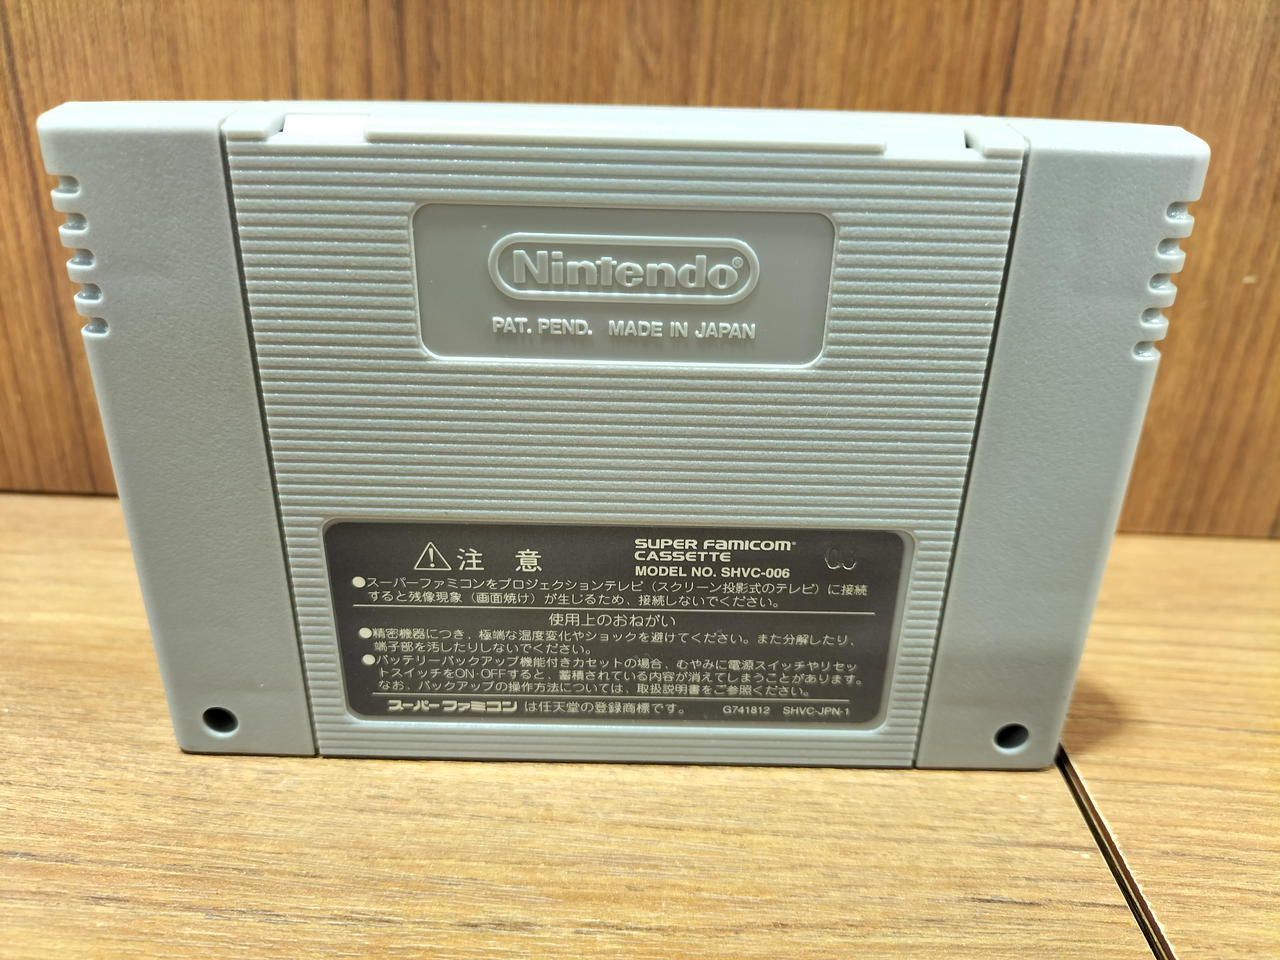 Nintendo®
PAT. PEND. MADE IN JAPAN
注 意
SUPER FAMICOM®
CASSETTE
MODEL NO. SHVC-006
●スーパーファミコンをプロジェクションテレビ（スクリーン投影式のテレビ）に接続
すると残像現象（画面焼け）が生じるため、接続しないでください。
使用上のおねがい
●精密機器につき、極端な温度変化やショックを避けてください。また分解したり、
端子部を汚したりしないでください。
●バッテリーバックアップ機能付きカセットの場合、むやみに電源スイッチやリセッ
トスイッチをON·OFFすると、蓄積されている内容が消えてしまうことがあります。
なお、バックアップの操作方法については、取扱説明書をご参照ください。
スーパーファミコン は任天堂の登録商標です。
G741812 SHVC-JPN-1